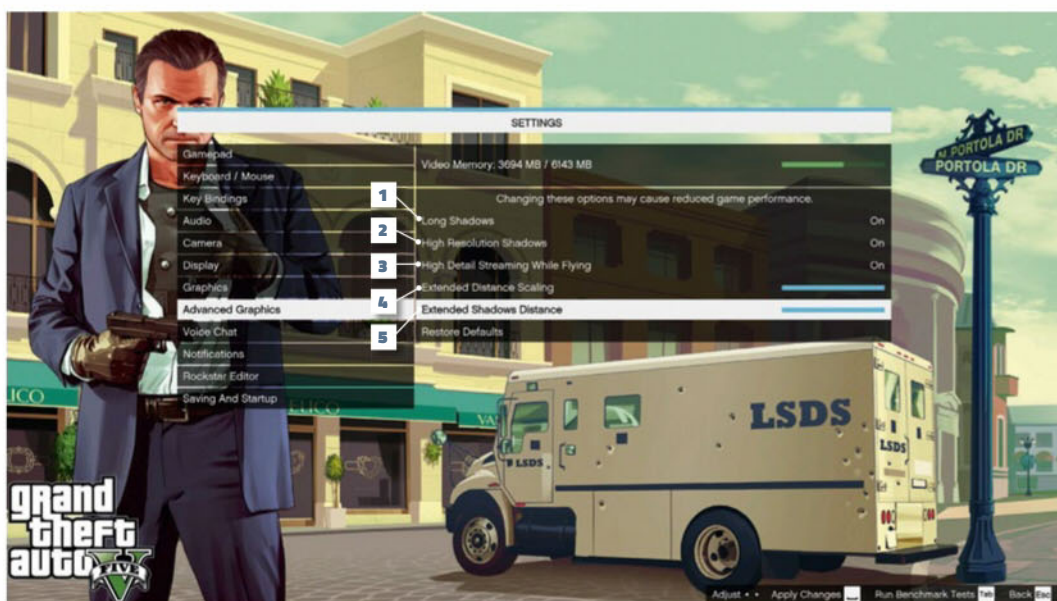 SETTINGS
Gamepad
Keyboard / Mouse
Key Bindings
Audio
Camera
Display
Graphics
Advanced Graphics
Voice Chat
Notifications
Rockstar Editor
Saving And Startup
Video Memory: 3694 MB / 6143 MB
Changing these options may cause reduced game performance.
1
Long Shadows On
2
High Resolution Shadows On
3
High Detail Streaming While Flying On
4
Extended Distance Scaling
5
Extended Shadows Distance
Restore Defaults
N. PORTOLA DR
PORTOLA DR
LSDS
LSDS
LSDS
grand
theft
auto
V
FIVE
Adjust Apply Changes Run Benchmark Tests Tab Back Esc